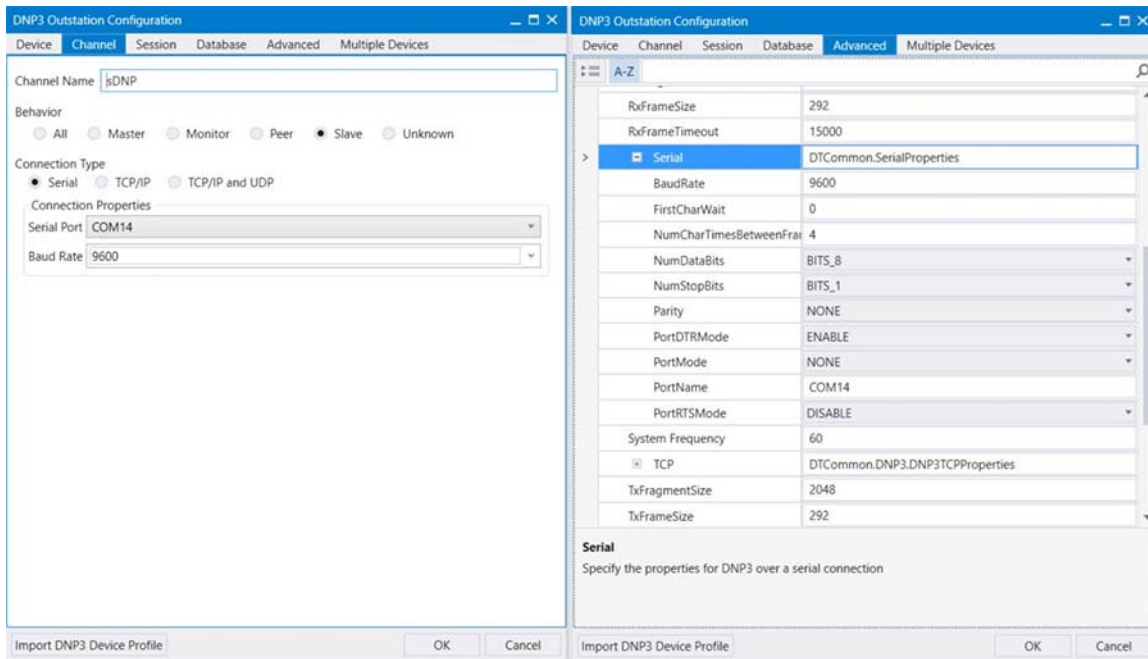 DNP3 Outstation Configuration
Device Channel Session Database Advanced Multiple Devices
Channel Name sDNP
Behavior
All Master Monitor Peer Slave Unknown
Connection Type
Serial TCP/IP TCP/IP and UDP
Connection Properties
Serial Port COM14
Baud Rate 9600
Import DNP3 Device Profile OK Cancel
DNP3 Outstation Configuration
Device Channel Session Database Advanced Multiple Devices
A-Z
RxFrameSize 292
RxFrameTimeout 15000
Serial DTCommon.SerialProperties
BaudRate 9600
FirstCharWait 0
NumCharTimesBetweenFra 4
NumDataBits BITS_8
NumStopBits BITS_1
Parity NONE
PortDTRMode ENABLE
PortMode NONE
PortName COM14
PortRTSMode DISABLE
System Frequency 60
TCP DTCommon.DNP3.DNP3TCPProperties
TxFragmentSize 2048
TxFrameSize 292
Serial
Specify the properties for DNP3 over a serial connection
Import DNP3 Device Profile OK Cancel